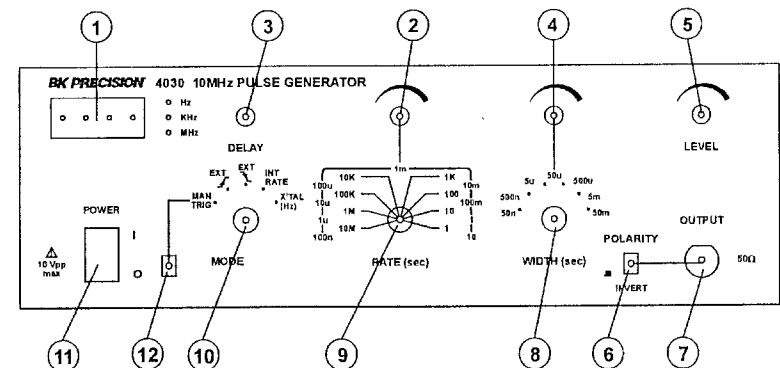 1 3 2 4 5
BK PRECISION 4030 10MHz PULSE GENERATOR
Hz
KHz
MHz
DELAY
LEVEL
MAN TRIG
EXT
EXT
INT RATE
X'TAL (Hz)
MODE
1m
100u
10u
1u
100n
10K
100K
1M
10M
1K
100
10
1
10m
100m
1
10
RATE (sec)
50n
500n
5u
50u
500u
5m
50m
WIDTH (sec)
POWER
I
O
10 Vpp
max
POLARITY
INVERT
OUTPUT
50Ω
11 12 10 9 8 6 7